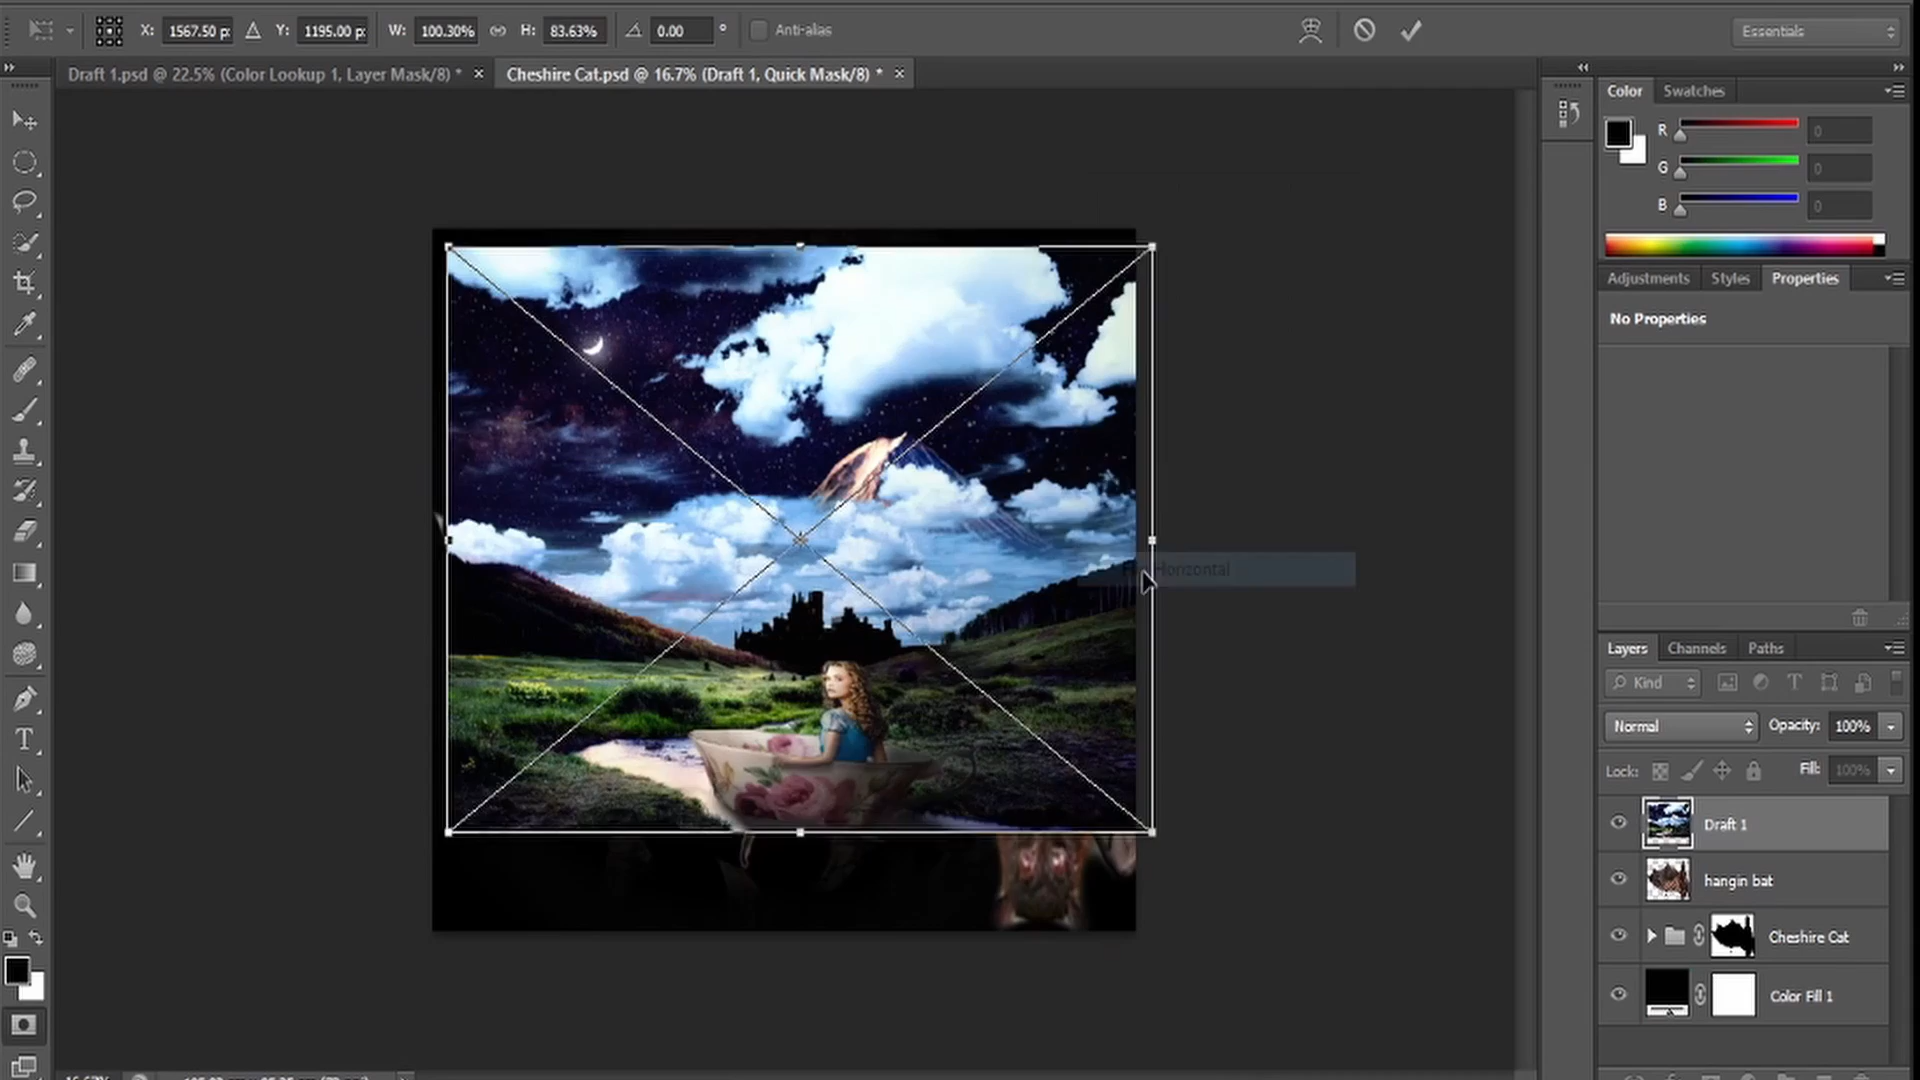 X: 1567.50 p Y: 1195.00 p W: 100.30% H: 83.63% 0.00 ° Anti-alias Essentials
Draft 1.psd @ 22.5% (Color Lookup 1, Layer Mask/8) * × Cheshire Cat.psd @ 16.7% (Draft 1, Quick Mask/8) * ×
Color Swatches
R 0
G 0
B 0
Adjustments Styles Properties
No Properties
Horizontal
Layers Channels Paths
Kind
Normal Opacity: 100%
Lock: Fill: 100%
Draft 1
hangin bat
Cheshire Cat
Color Fill 1